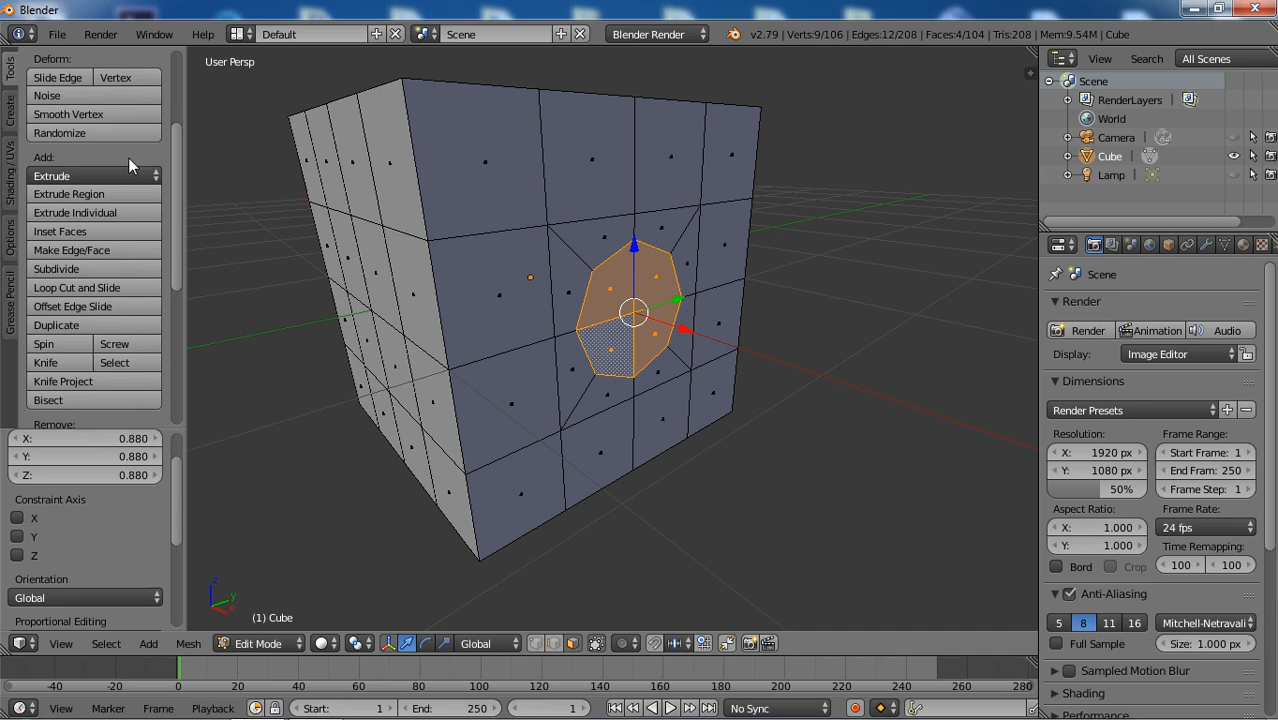 Blender
File Render Window Help Default Scene Blender Render v2.79 | Verts:9/106 | Edges:12/208 | Faces:4/104 | Tris:208 | Mem:9.54M | Cube
Tools
Create
Shading / UVs
Options
Grease Pencil
Deform:
Slide Edge Vertex
Noise
Smooth Vertex
Randomize
Add:
Extrude
Extrude Region
Extrude Individual
Inset Faces
Make Edge/Face
Subdivide
Loop Cut and Slide
Offset Edge Slide
Duplicate
Spin Screw
Knife Select
Knife Project
Bisect
Remove:
X: 0.880
Y: 0.880
Z: 0.880
Constraint Axis
X
Y
Z
Orientation
Global
Proportional Editing
User Persp
z
y
x
(1) Cube
View Select Add Mesh Edit Mode Global
-40 -20 0 20 40 60 80 100 120 140 160 180 200 220 240 260 280
View Marker Frame Playback Start: 1 End: 250 1 No Sync
View Search All Scenes
Scene
RenderLayers
World
Camera
Cube
Lamp
Scene
Render
Render Animation Audio
Display: Image Editor
Dimensions
Render Presets
Resolution: Frame Range:
X: 1920 px Start Frame: 1
Y: 1080 px End Fram: 250
50% Frame Step: 1
Aspect Ratio: Frame Rate:
X: 1.000 24 fps
Y: 1.000 Time Remapping:
Bord Crop 100 100
Anti-Aliasing
5 8 11 16 Mitchell-Netravali
Full Sample Size: 1.000 px
Sampled Motion Blur
Shading
Performance